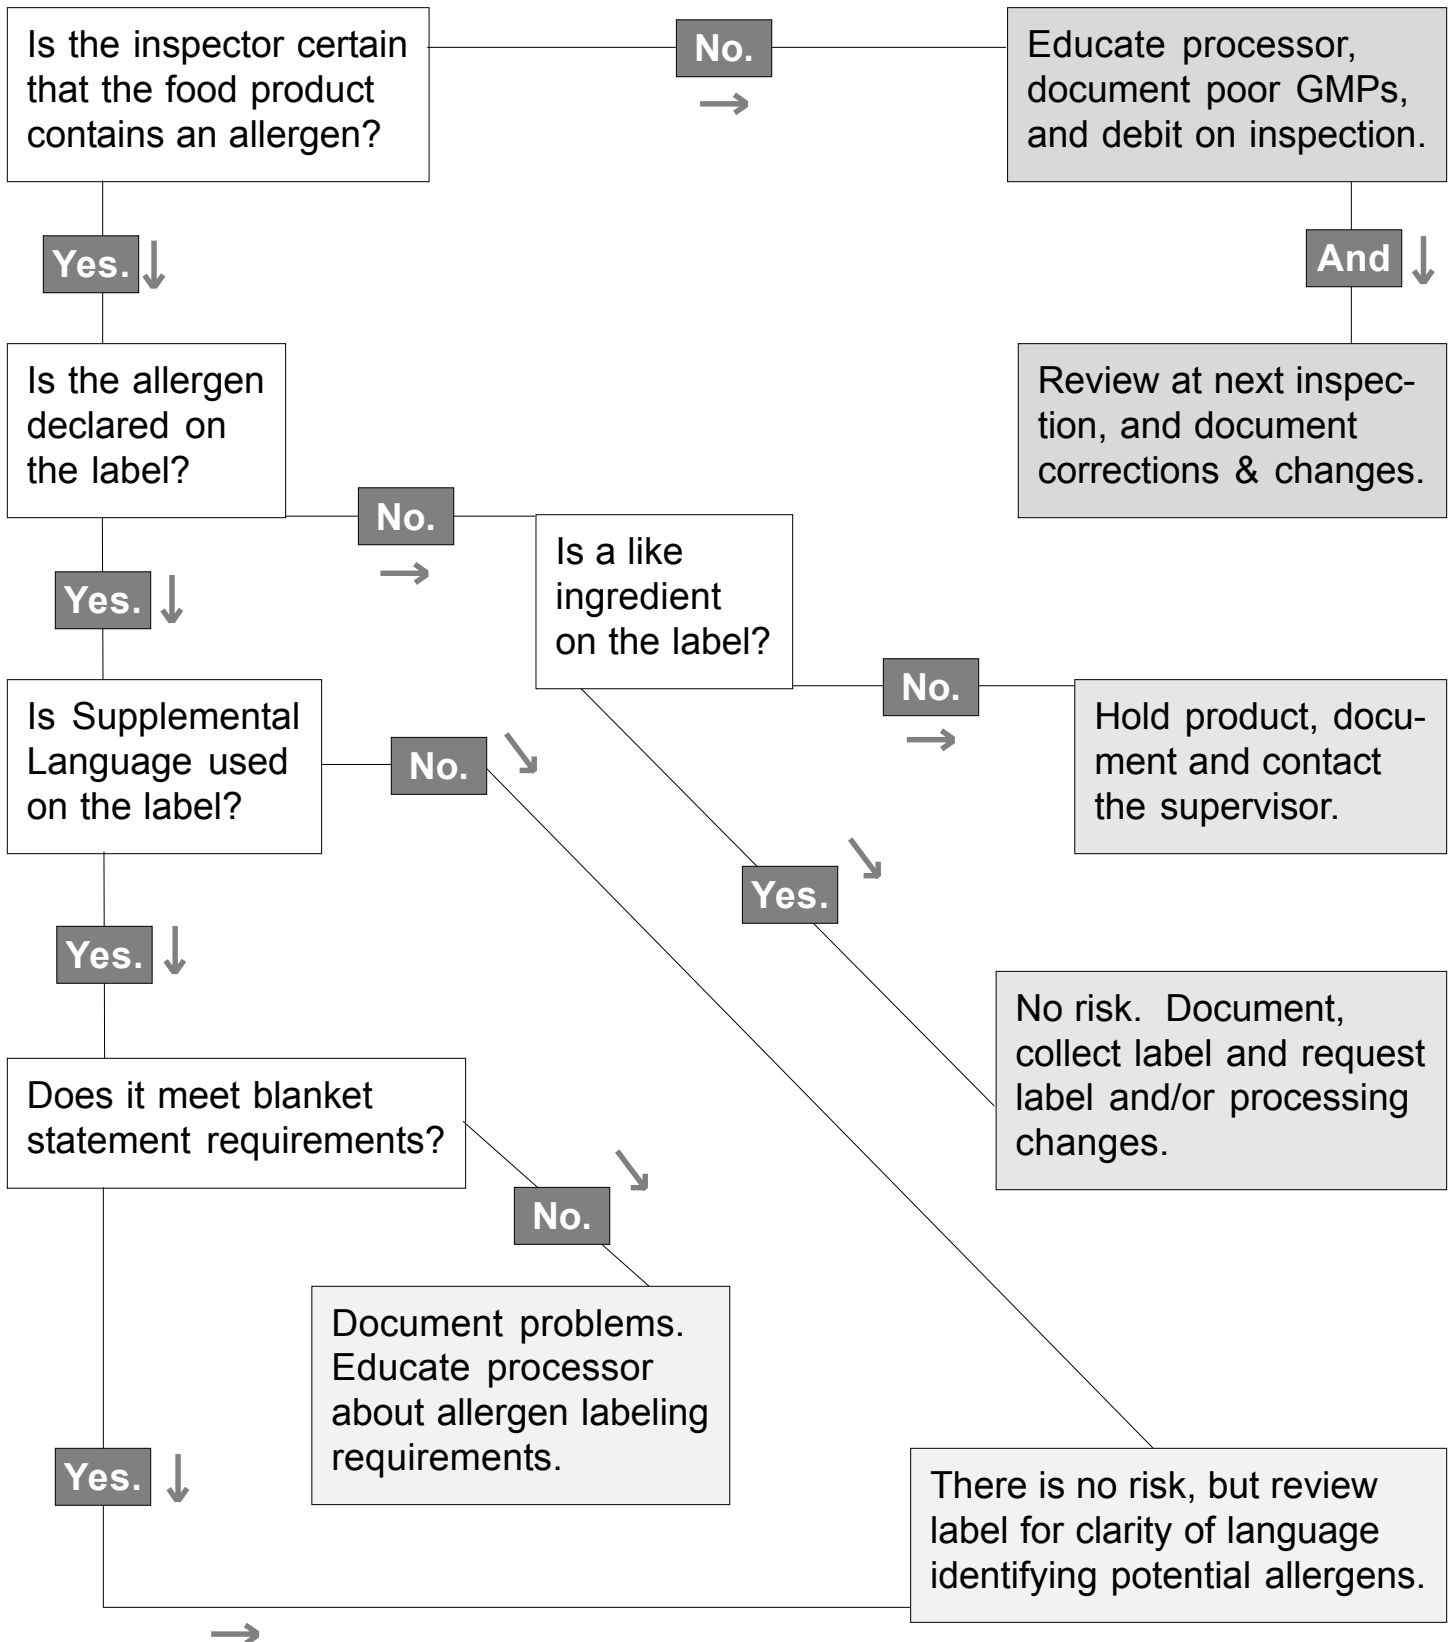 Is the inspector certain
that the food product
contains an allergen?
No.
→
Educate processor,
document poor GMPs,
and debit on inspection.
Yes. ↓
And ↓
Is the allergen
declared on
the label?
Review at next inspec-
tion, and document
corrections & changes.
No.
→
Is a like
ingredient
on the label?
Yes. ↓
No.
→
Is Supplemental
Language used
on the label?
No. ↘
Hold product, docu-
ment and contact
the supervisor.
Yes. ↘
Yes. ↓
No risk. Document,
collect label and request
label and/or processing
changes.
Does it meet blanket
statement requirements?
No. ↘
Document problems.
Educate processor
about allergen labeling
requirements.
Yes. ↓
There is no risk, but review
label for clarity of language
identifying potential allergens.
→